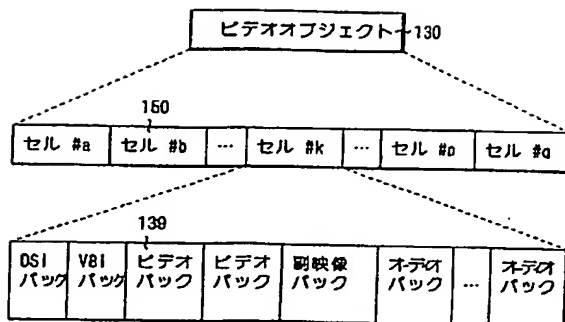 ビデオオブジェクト 130
150
セル #a セル #b … セル #k … セル #p セル #q
139
DSI VBI ビデオ ビデオ 副映像 オーデオ オーデオ
パック パック パック パック パック パック … パック